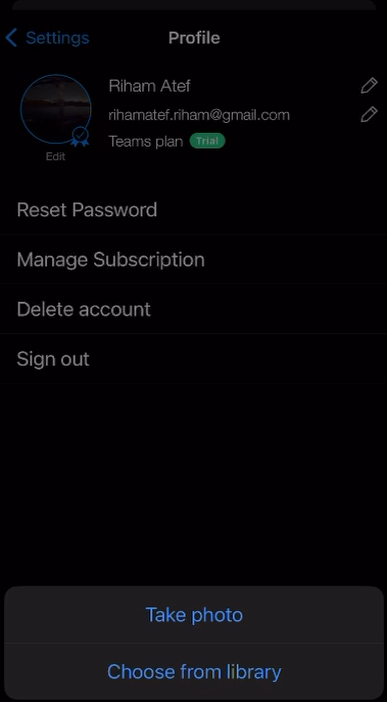 Settings
Profile
Riham Atef
rihamatef.riham@gmail.com
Teams plan Trial
Edit
Reset Password
Manage Subscription
Delete account
Sign out
Take photo
Choose from library